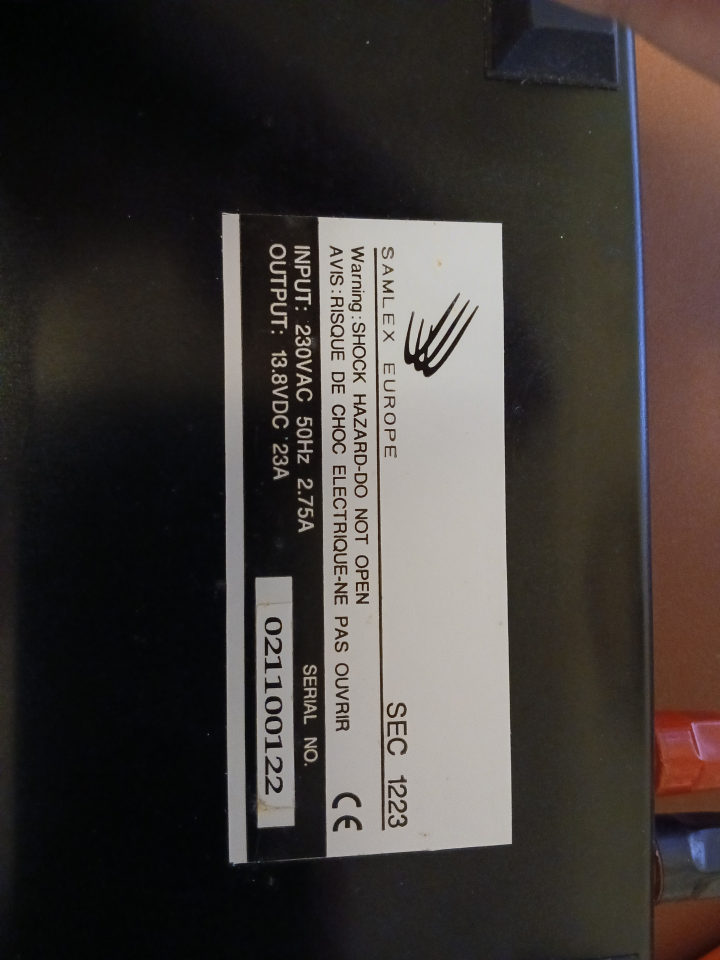 SAMLEX EUROPE SEC 1223
Warning:SHOCK HAZARD-DO NOT OPEN
AVIS:RISQUE DE CHOC ELECTRIQUE-NE PAS OUVRIR CE
INPUT: 230VAC 50Hz 2.75A SERIAL NO.
OUTPUT: 13.8VDC 23A 021100122